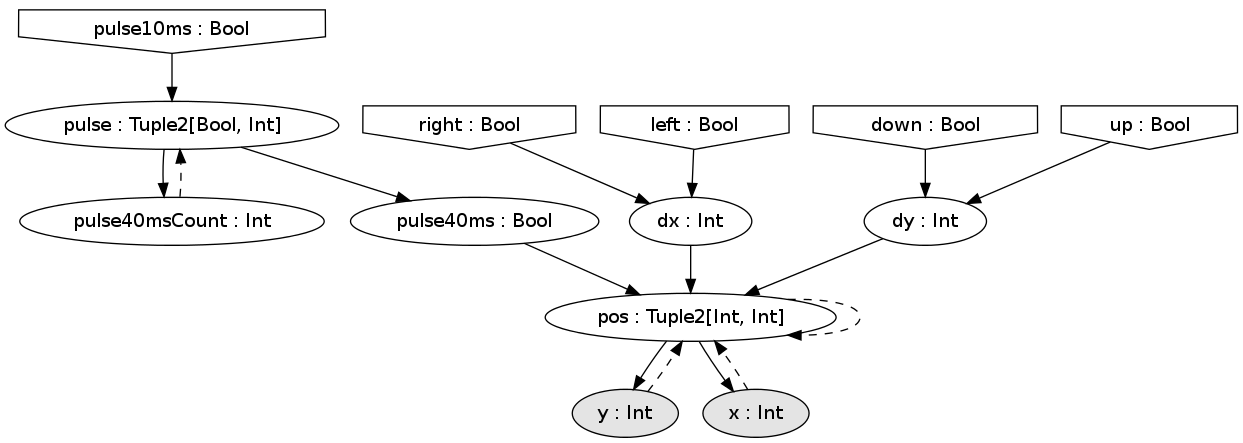 pulse10ms : Bool
pulse : Tuple2[Bool, Int]
right : Bool
left : Bool
down : Bool
up : Bool
pulse40msCount : Int
pulse40ms : Bool
dx : Int
dy : Int
pos : Tuple2[Int, Int]
y : Int
x : Int